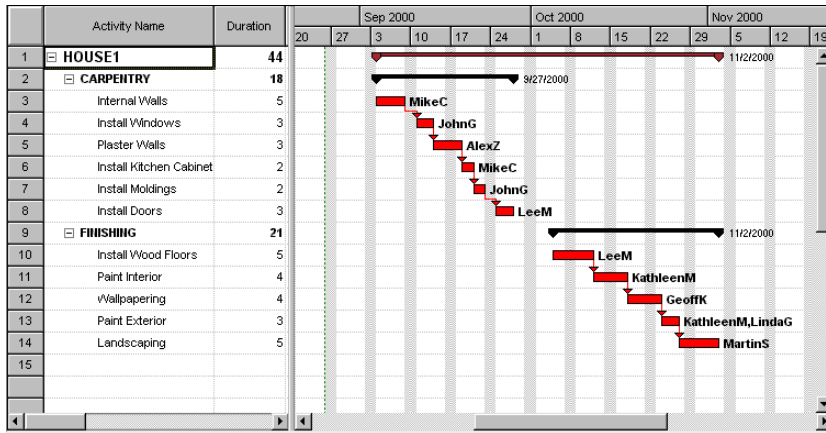 Activity Name Duration Sep 2000 Oct 2000 Nov 2000
20 27 3 10 17 24 1 8 15 22 29 5 12 19
1 HOUSE1 44 11/2/2000
2 CARPENTRY 18 9/27/2000
3 Internal Walls 5 MikeC
4 Install Windows 3 JohnG
5 Plaster Walls 3 AlexZ
6 Install Kitchen Cabinet 2 MikeC
7 Install Moldings 2 JohnG
8 Install Doors 3 LeeM
9 FINISHING 21 11/2/2000
10 Install Wood Floors 5 LeeM
11 Paint Interior 4 KathleenM
12 Wallpapering 4 GeoffK
13 Paint Exterior 3 KathleenM,LindaG
14 Landscaping 5 MartinS
15